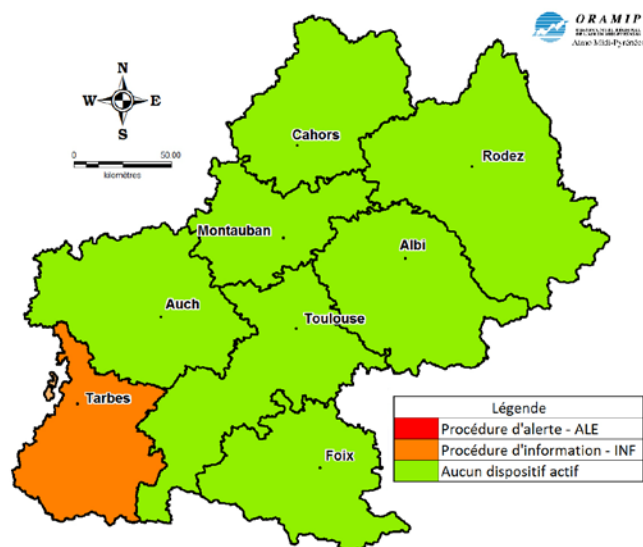 ORAMIP
Atmo Midi-Pyrénées
N
W E
S
0 50.00
kilomètres
Cahors
Rodez
Montauban
Albi
Auch
Toulouse
Tarbes
Foix
Légende
Procédure d'alerte - ALE
Procédure d'information - INF
Aucun dispositif actif